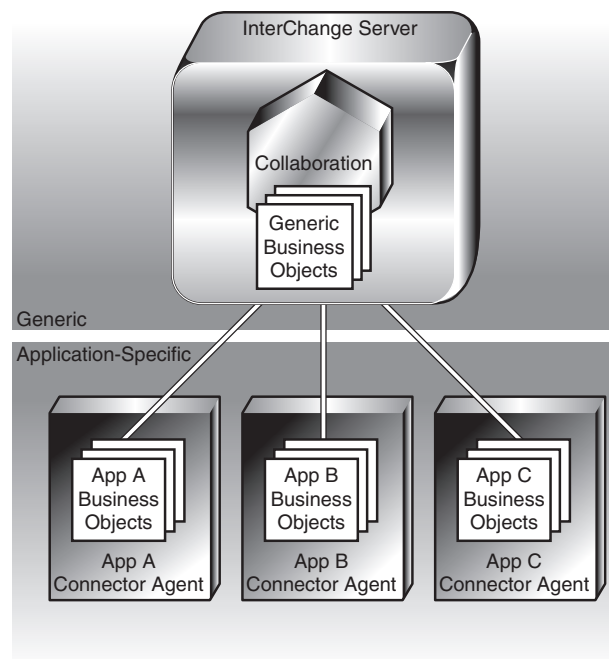 InterChange Server
Collaboration
Generic
Business
Objects
Generic
Application-Specific
App A
Business
Objects
App A
Connector Agent
App B
Business
Objects
App B
Connector Agent
App C
Business
Objects
App C
Connector Agent